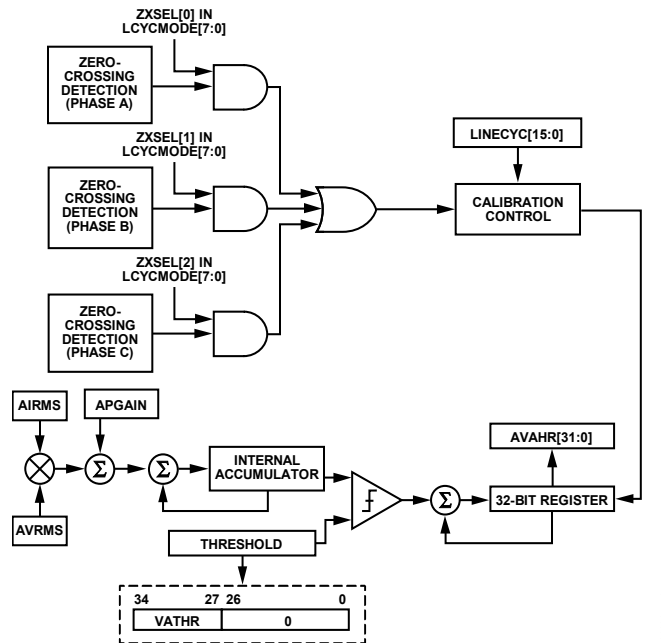 ZXSEL[0] IN
LCYCMODE[7:0]
ZERO-
CROSSING
DETECTION
(PHASE A)
ZXSEL[1] IN
LCYCMODE[7:0]
ZERO-
CROSSING
DETECTION
(PHASE B)
ZXSEL[2] IN
LCYCMODE[7:0]
ZERO-
CROSSING
DETECTION
(PHASE C)
LINECYC[15:0]
CALIBRATION
CONTROL
AIRMS
APGAIN
AVRMS
Σ
Σ
INTERNAL
ACCUMULATOR
THRESHOLD
Σ
AVAHR[31:0]
32-BIT REGISTER
34 27 26 0
VATHR 0